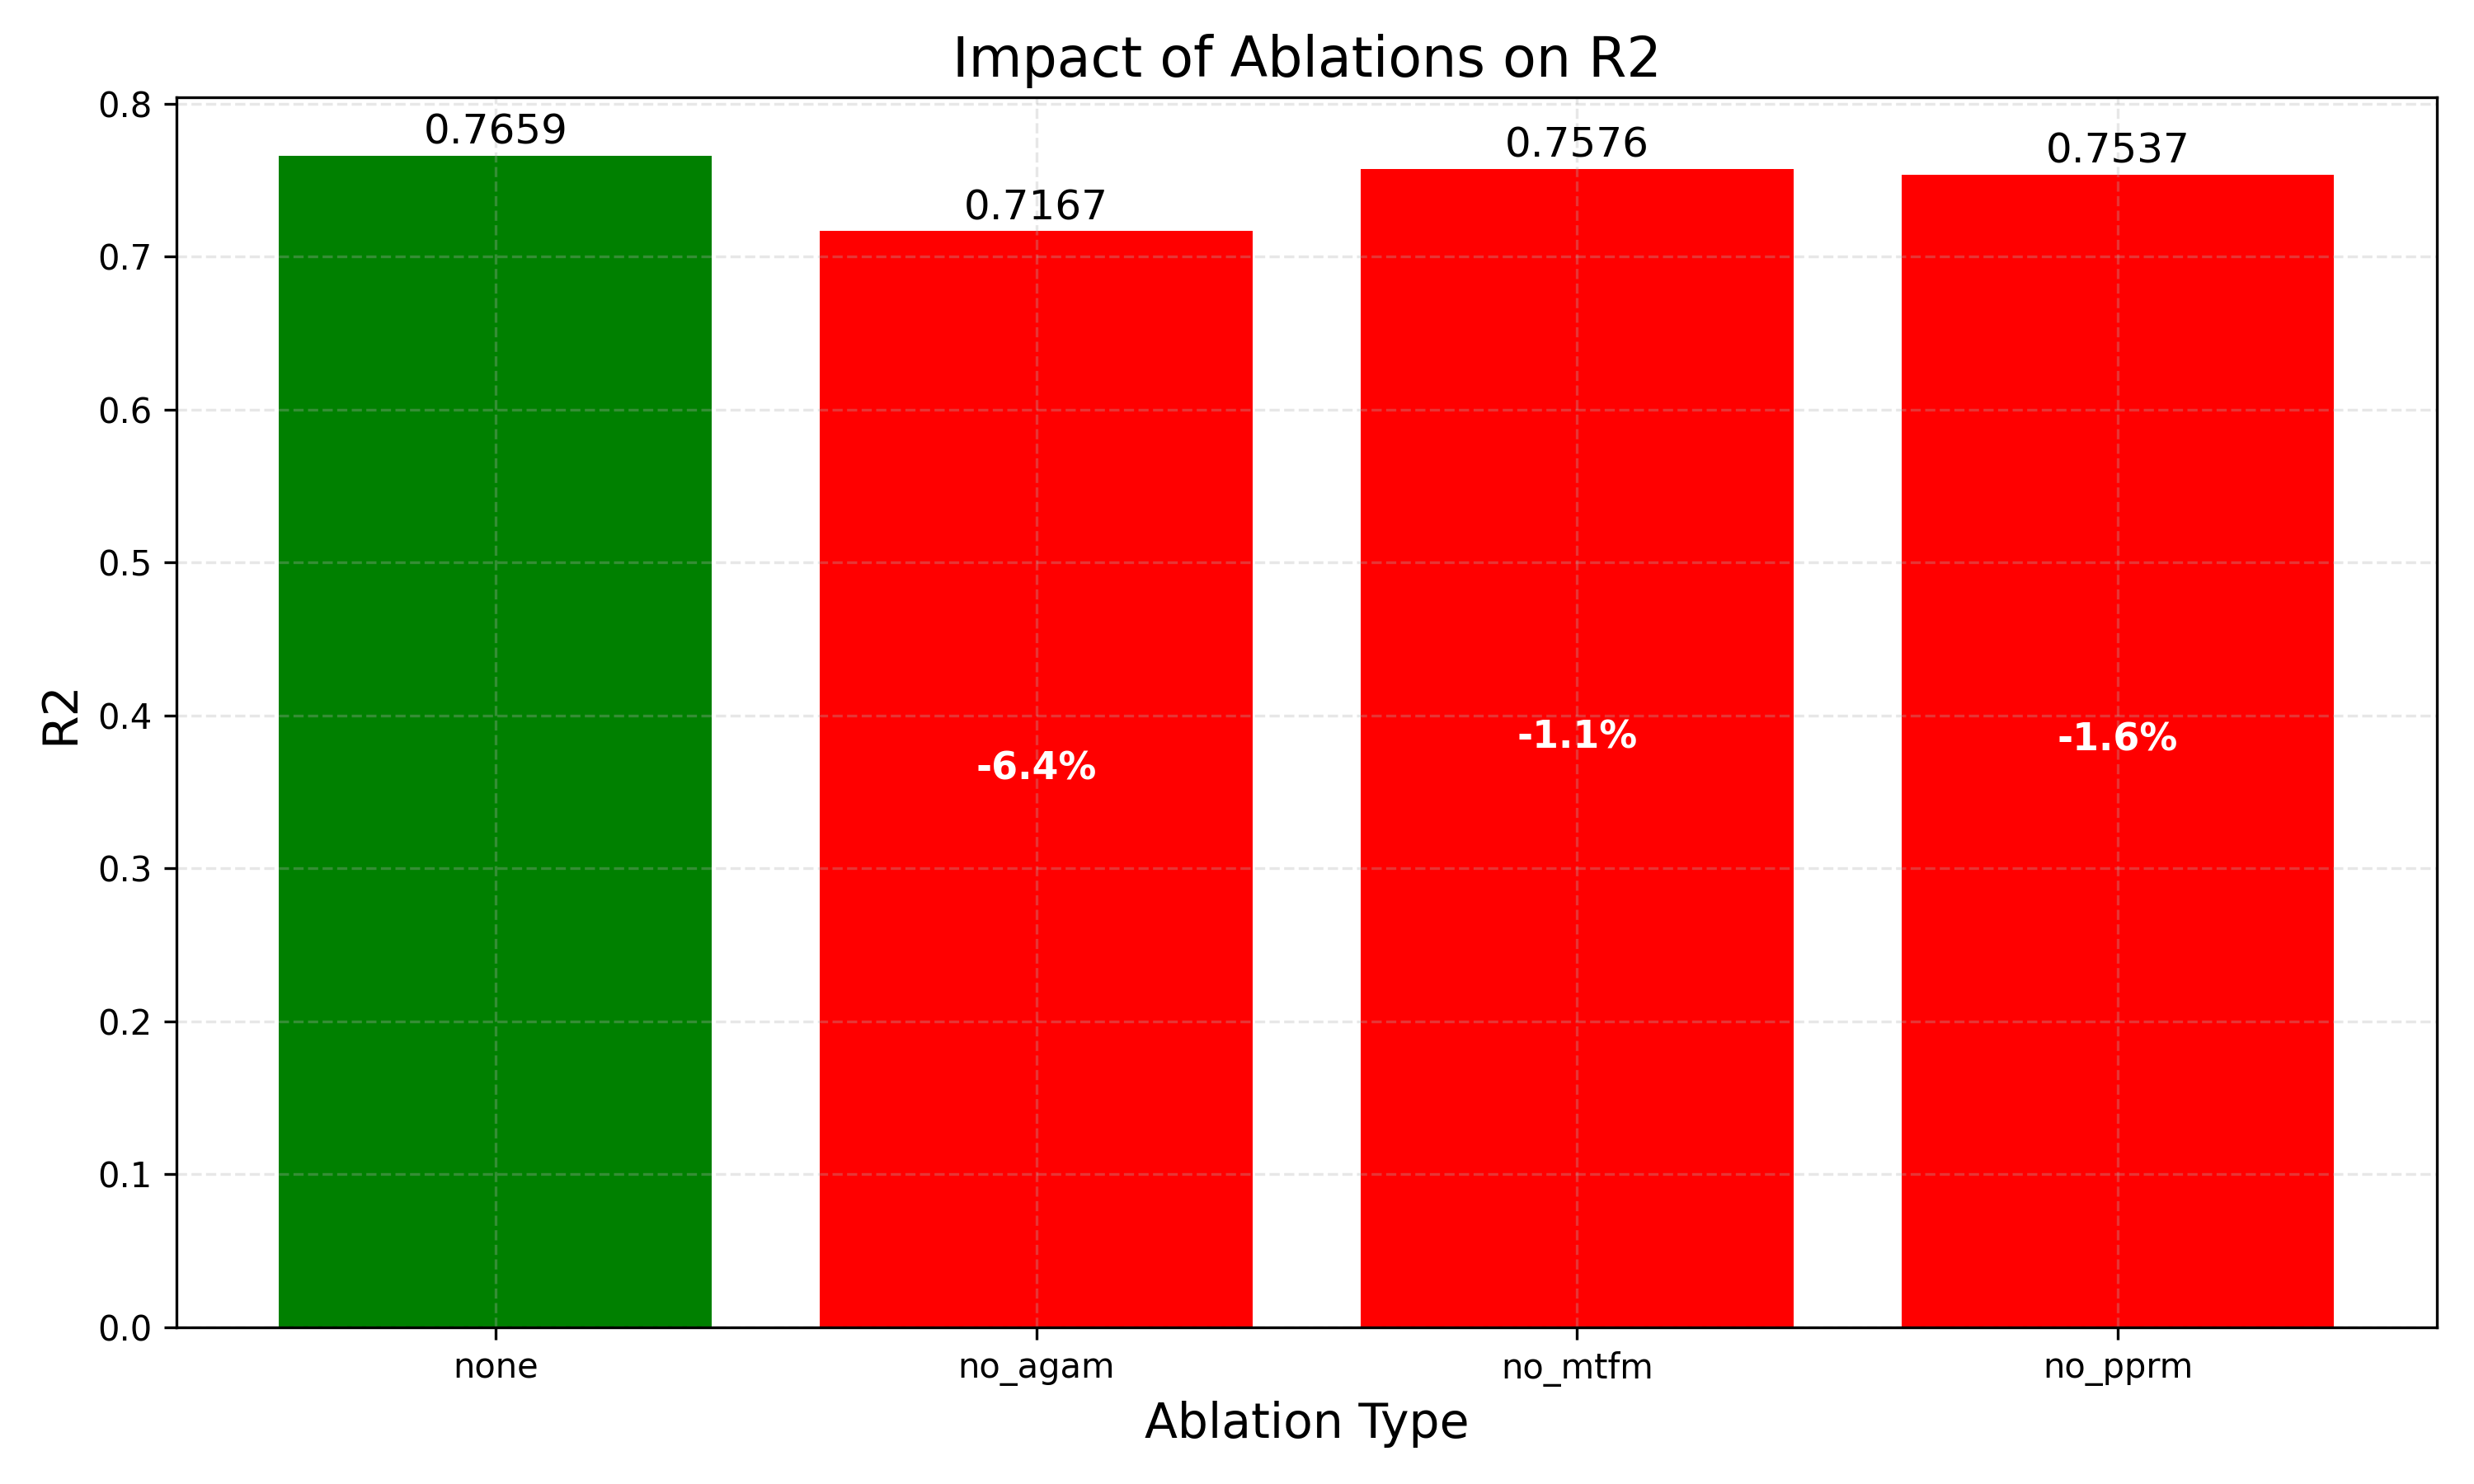 Impact of Ablations on R2
0.8
0.7
0.6
0.5
0.4
0.3
0.2
0.1
0.0
R2
0.7659
0.7167
0.7576
0.7537
-6.4%
-1.1%
-1.6%
none
no_agam
no_mtfm
no_pprm
Ablation Type